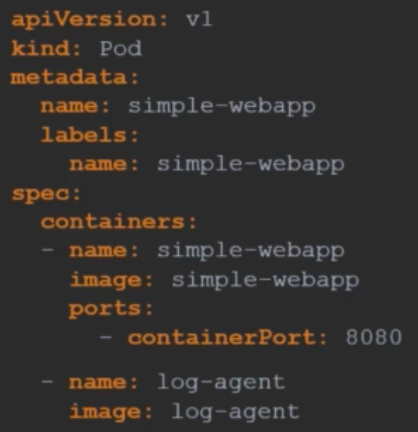 apiVersion: v1
kind: Pod
metadata:
  name: simple-webapp
  labels:
    name: simple-webapp
spec:
  containers:
  - name: simple-webapp
    image: simple-webapp
    ports:
      - containerPort: 8080
  - name: log-agent
    image: log-agent